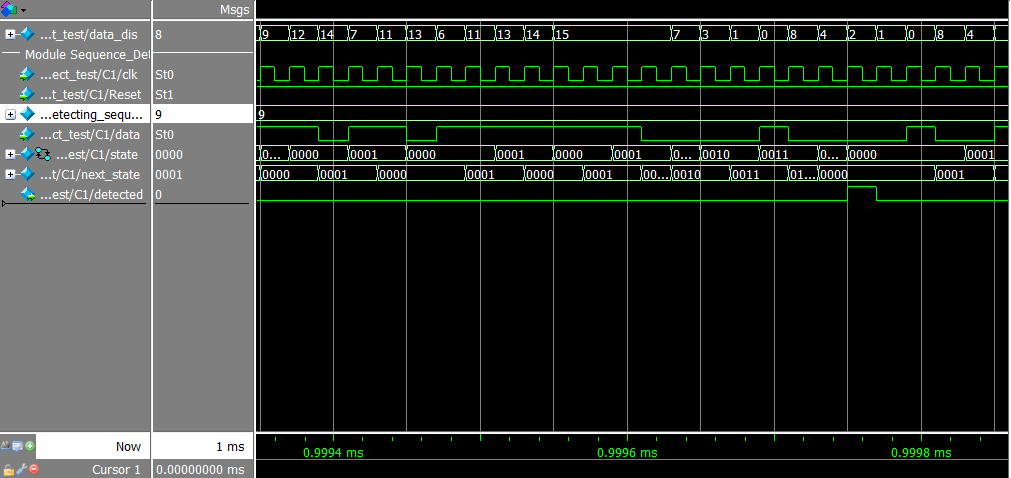 Msgs
...t_test/data_dis 8 9 12 14 7 11 13 6 11 13 14 15 7 3 1 0 8 4 2 1 0 8 4
Module Sequence_De
...ect_test/C1/clk St0
...t_test/C1/Reset St1
...etecting_sequ... 9 9
...ct_test/C1/data St0
...est/C1/state 0000 0... 0000 0001 0000 0001 0000 0001 0... 0010 0011 0... 0000 0001
...t/C1/next_state 0001 0000 0001 0000 0001 0000 0001 00... 0010 0011 01... 0000 0001
...est/C1/detected 0
Now 1 ms 0.9994 ms 0.9996 ms 0.9998 ms
Cursor 1 0.00000000 ms